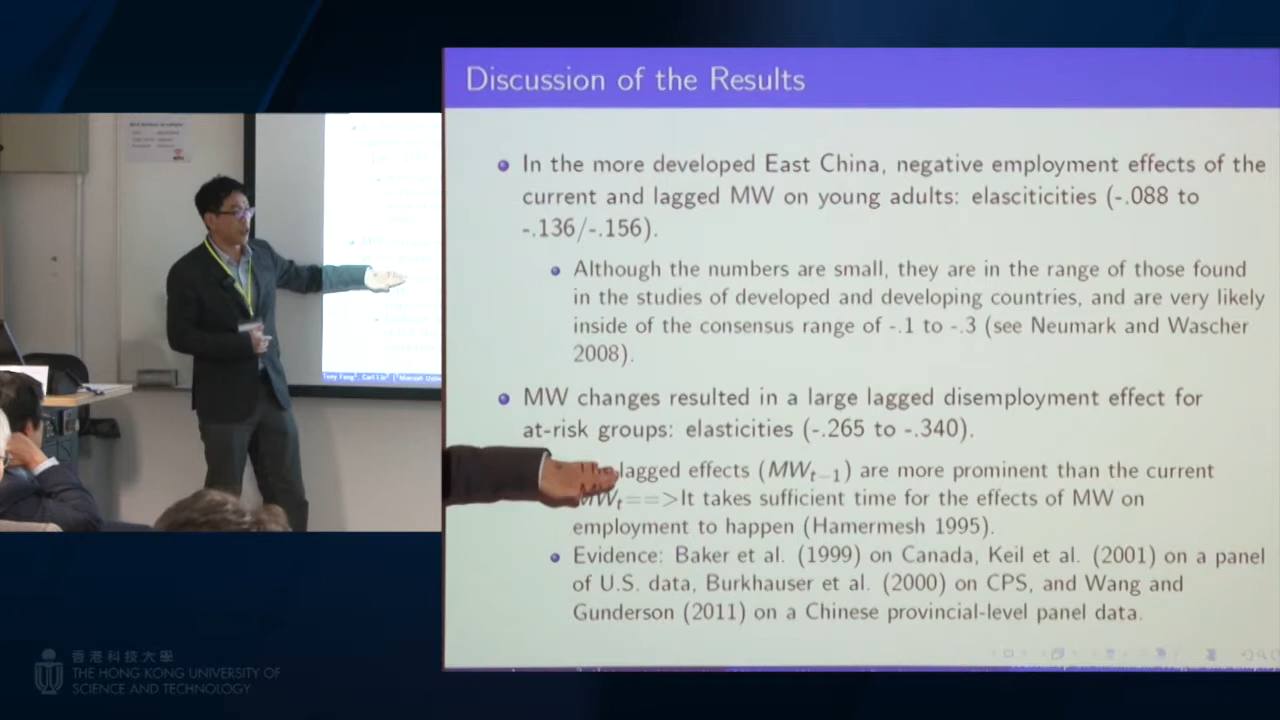 Discussion of the Results
In the more developed East China, negative employment effects of the
current and lagged MW on young adults: elasciticities (-.088 to
-.136/-.156).
Although the numbers are small, they are in the range of those found
in the studies of developed and developing countries, and are very likely
inside of the consensus range of -.1 to -.3 (see Neumark and Wascher
2008).
MW changes resulted in a large lagged disemployment effect for
at-risk groups: elasticities (-.265 to -.340).
lagged effects (MWt−1) are more prominent than the current
MWt==>It takes sufficient time for the effects of MW on
employment to happen (Hamermesh 1995).
Evidence: Baker et al. (1999) on Canada, Keil et al. (2001) on a panel
of U.S. data, Burkhauser et al. (2000) on CPS, and Wang and
Gunderson (2011) on a Chinese provincial-level panel data.
香港科技大學
THE HONG KONG UNIVERSITY OF
SCIENCE AND TECHNOLOGY